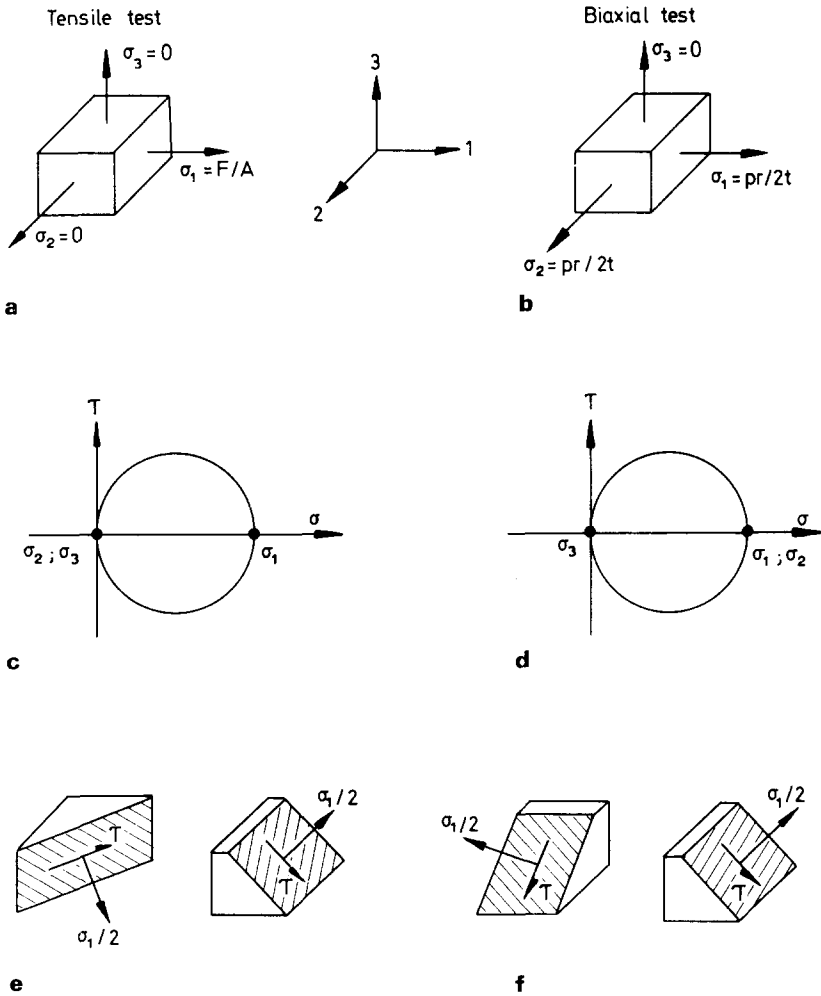 Tensile test
σ3 = 0
σ1 = F/A
σ2 = 0
a
3
1
2
Biaxial test
σ3 = 0
σ1 = pr/2t
σ2 = pr/2t
b
τ
σ
σ2 ; σ3
σ1
c
τ
σ
σ3
σ1 ; σ2
d
τ
σ1/2
σ1/2
τ
e
σ1/2
τ
σ1/2
τ
f